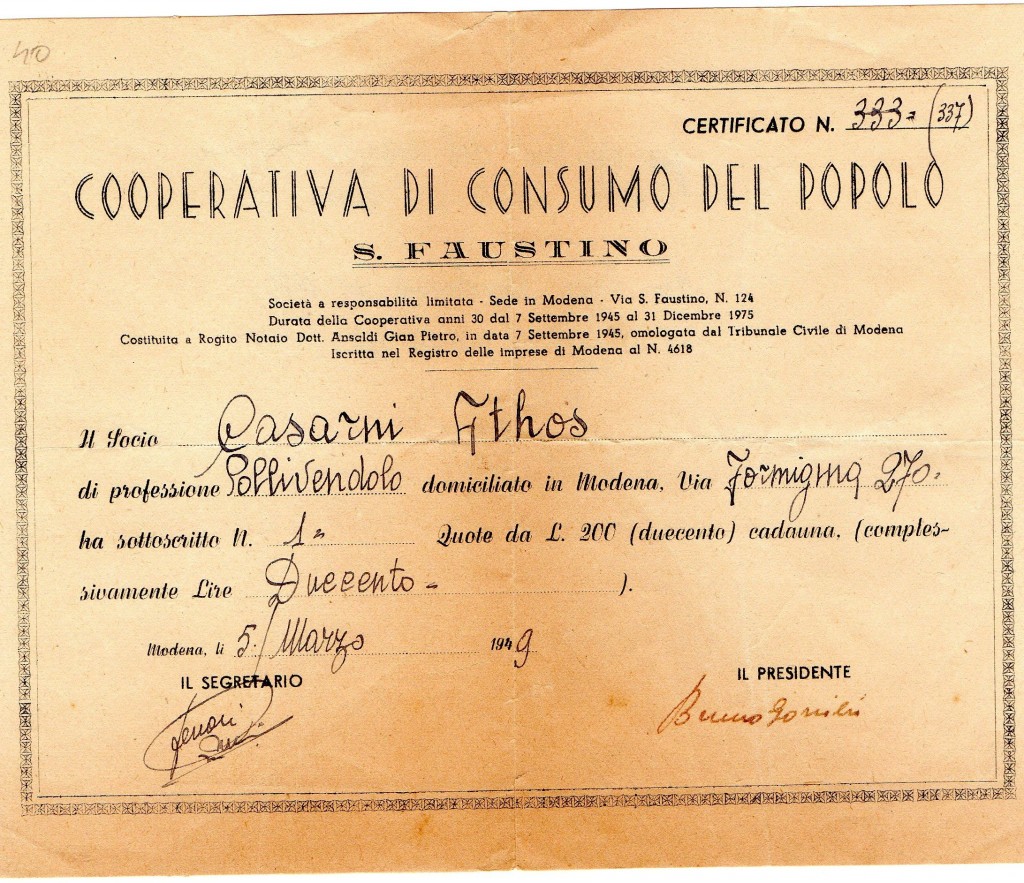 40
CERTIFICATO N. 333= (337)
COOPERATIVA DI CONSUMO DEL POPOLO
S. FAUSTINO
Società a responsabilità limitata - Sede in Modena - Via S. Faustino, N. 124
Durata della Cooperativa anni 30 dal 7 Settembre 1945 al 31 Dicembre 1975
Costituita a Rogito Notaio Dott. Ansaldi Gian Pietro, in data 7 Settembre 1945, omologata dal Tribunale Civile di Modena
Iscritta nel Registro delle imprese di Modena al N. 4618
Il Socio Casarni Athos
di professione Pollivendolo domiciliato in Modena, Via 270.
ha sottoscritto N. 1= Quote da L. 200 (duecento) cadauna, (comples-
sivamente Lire Duecento - ).
Modena, li 5/ Marzo 1949
IL SEGRETARIO IL PRESIDENTE
Bruno